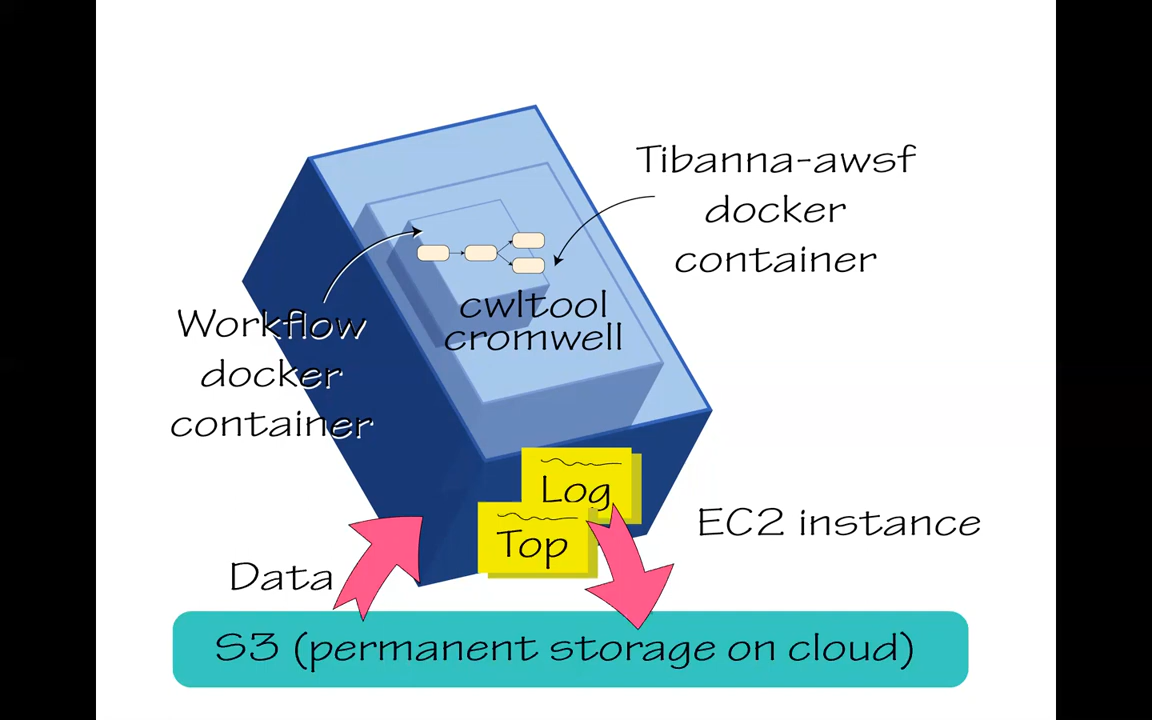 Tibanna-awsf
docker
container
cwltool
cromwell
Workflow
docker
container
Log
Top
EC2 instance
Data
S3 (permanent storage on cloud)